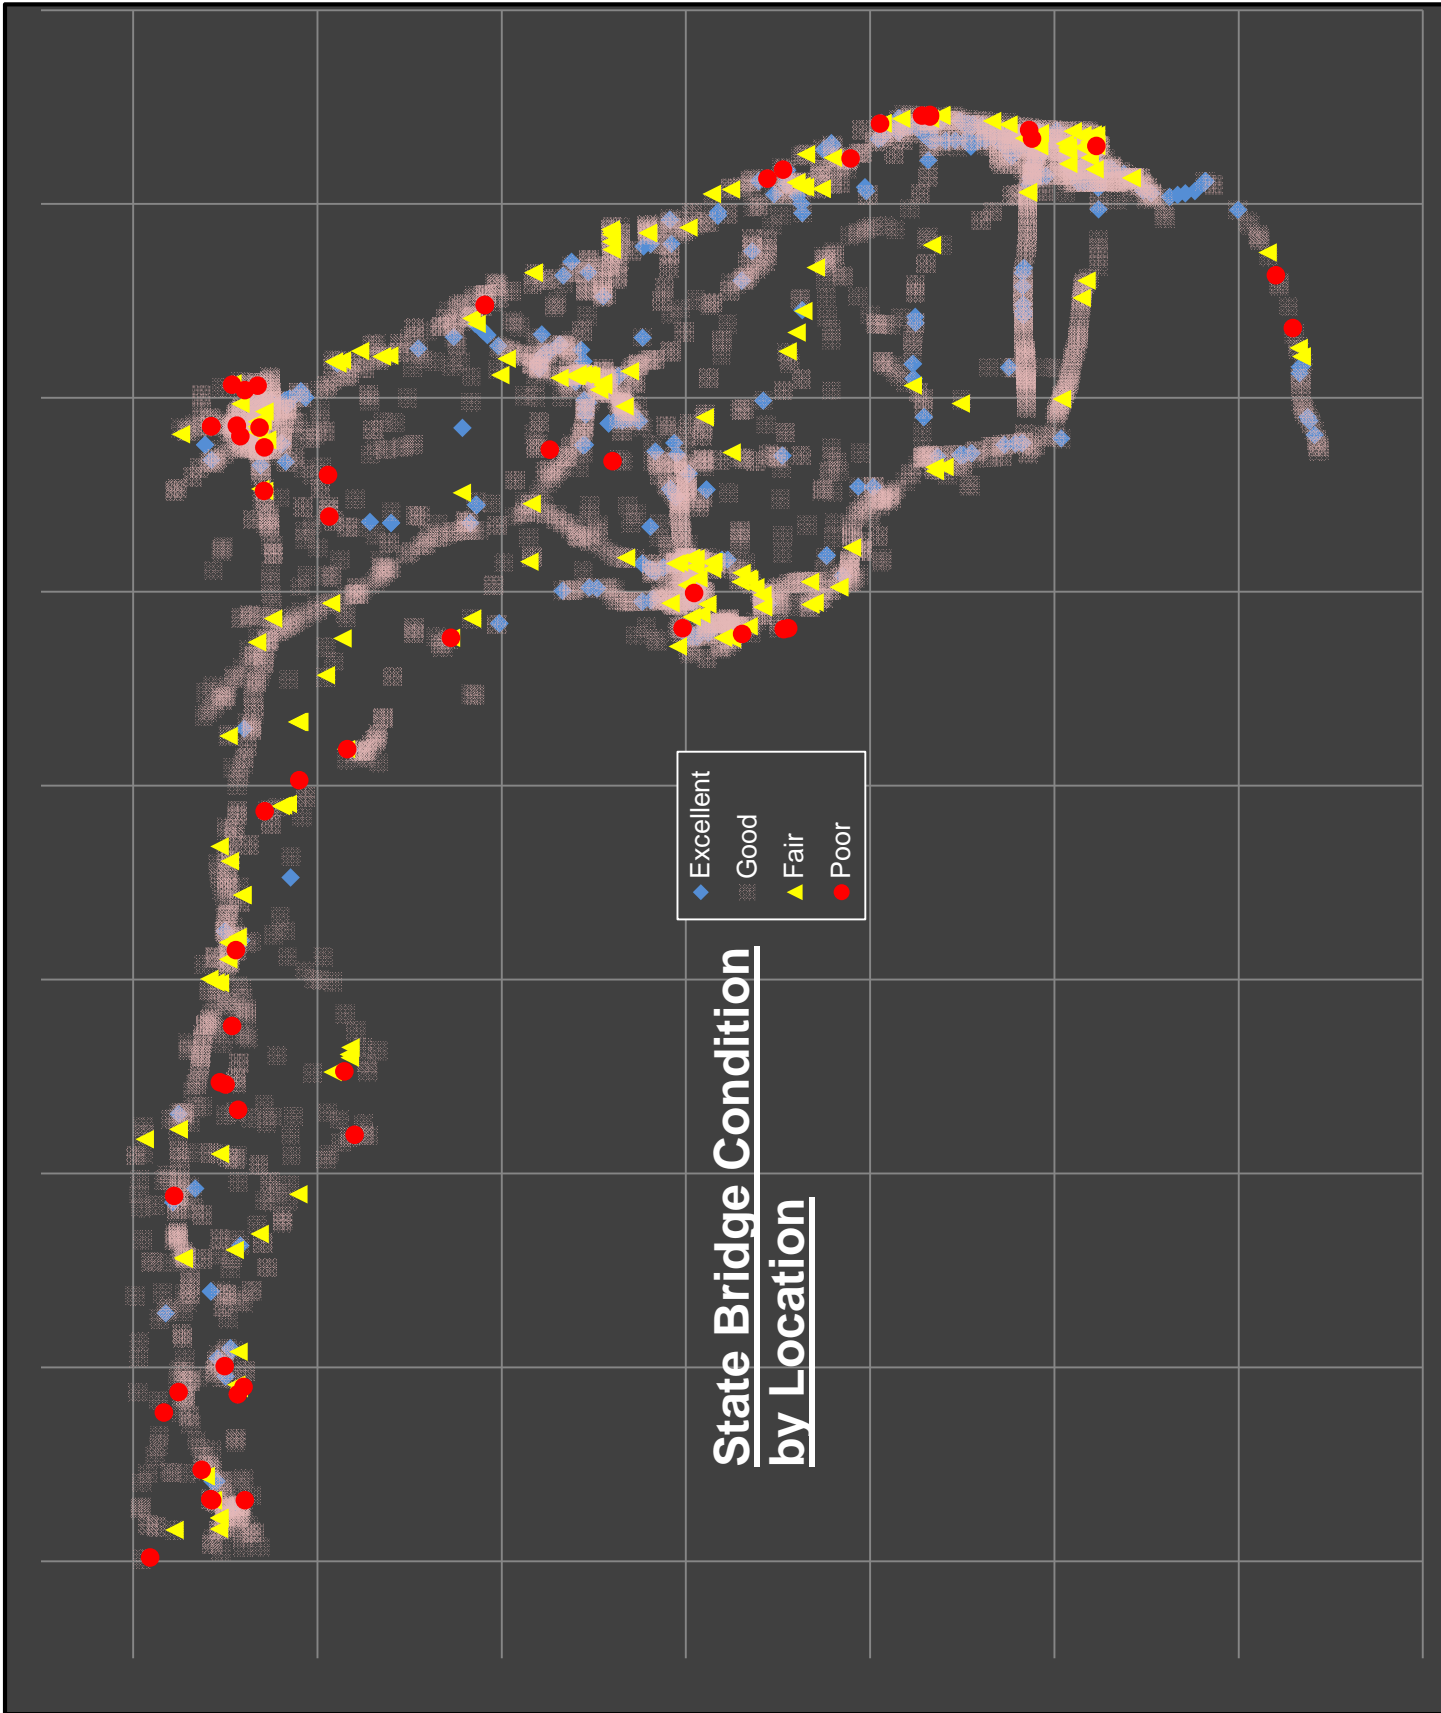 State Bridge Condition
by Location
Excellent
Good
Fair
Poor